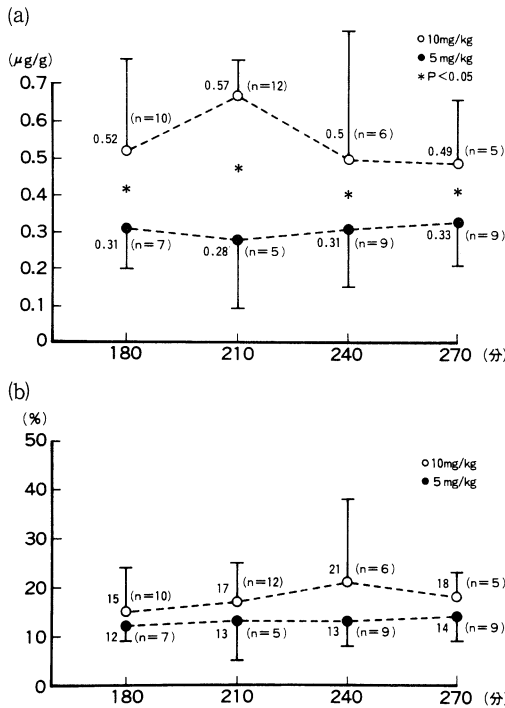 (a)
(μg/g)
○ 10mg/kg
● 5mg/kg
* P<0.05
0.7
0.6
0.5
0.4
0.3
0.2
0.1
0
0.52 (n=10)
0.57 (n=12)
0.5 (n=6)
0.49 (n=5)
* * * *
0.31 (n=7)
0.28 (n=5)
0.31 (n=9)
0.33 (n=9)
180 210 240 270 (分)
(b)
(%)
○ 10mg/kg
● 5mg/kg
50
40
30
20
10
0
15 (n=10)
17 (n=12)
21 (n=6)
18 (n=5)
12 (n=7)
13 (n=5)
13 (n=9)
14 (n=9)
180 210 240 270 (分)